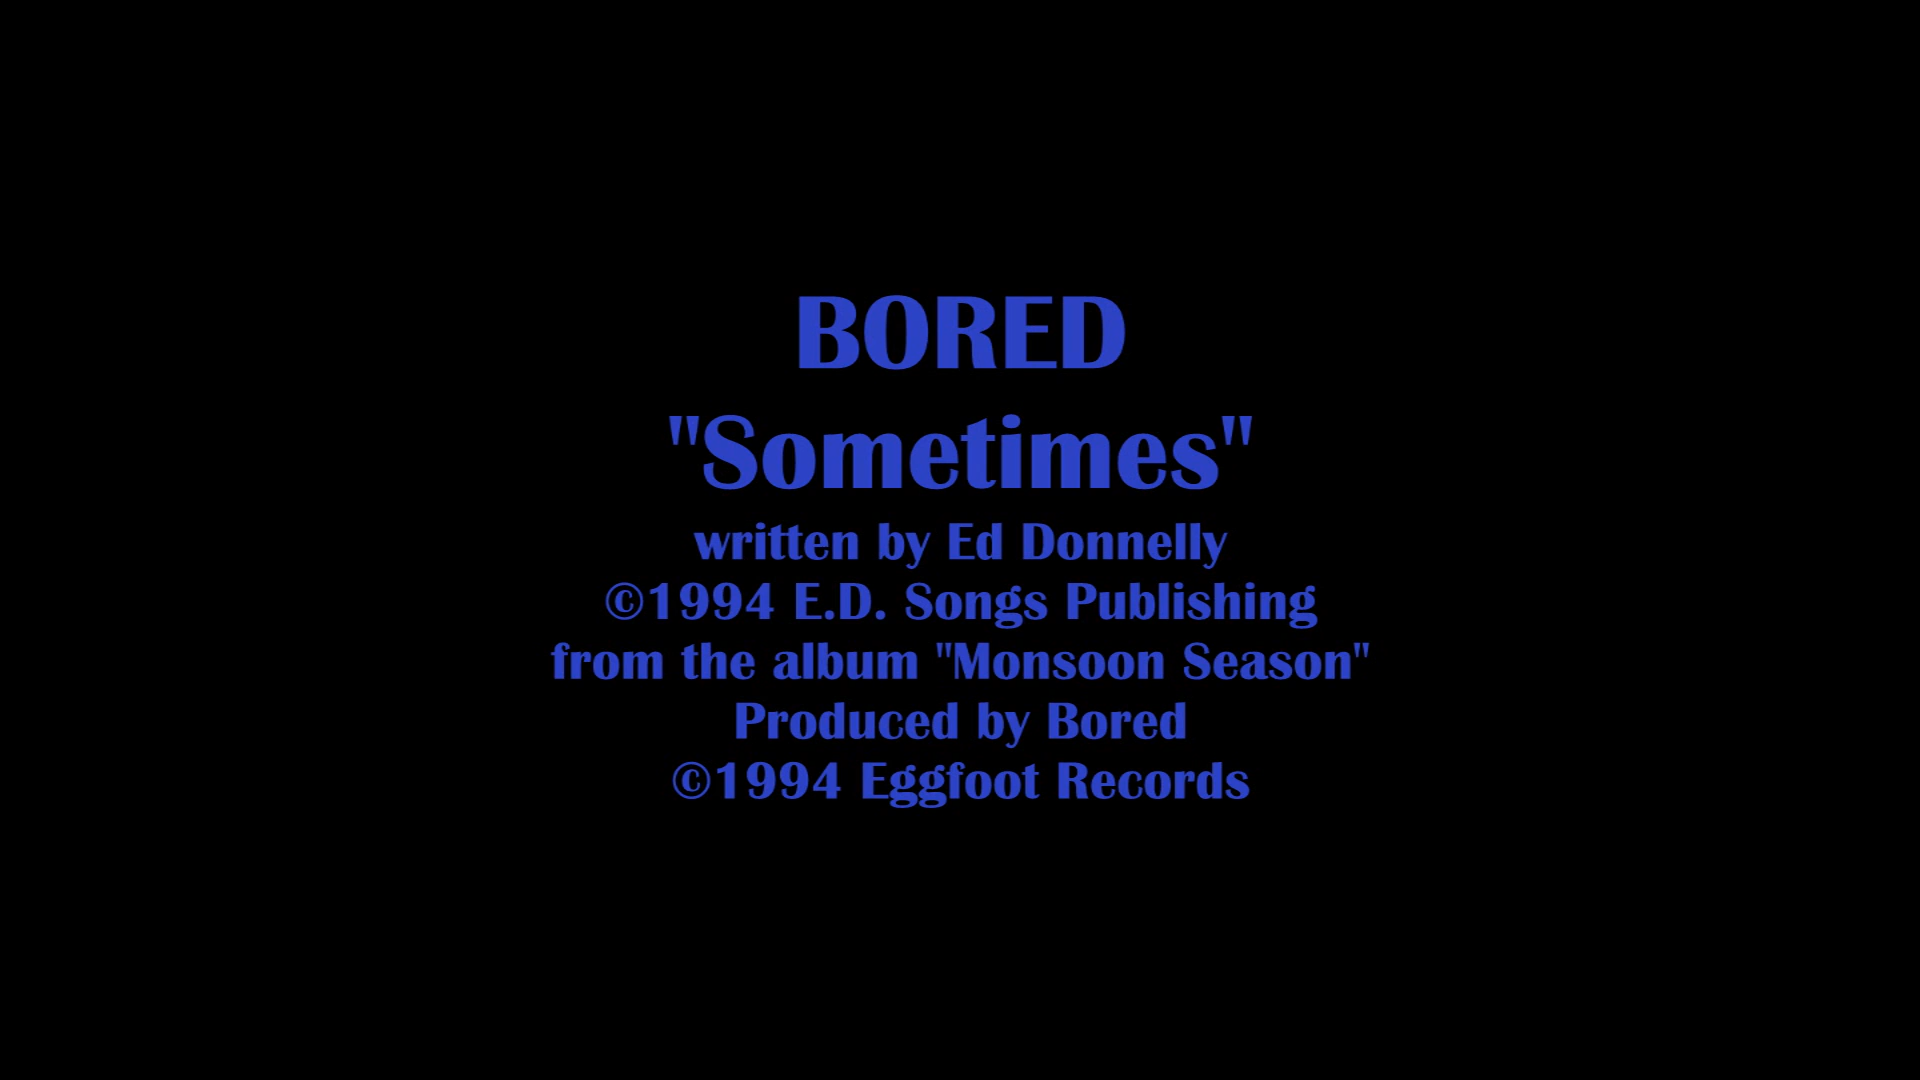 BORED
"Sometimes"
written by Ed Donnelly
©1994 E.D. Songs Publishing
from the album "Monsoon Season"
Produced by Bored
©1994 Eggfoot Records